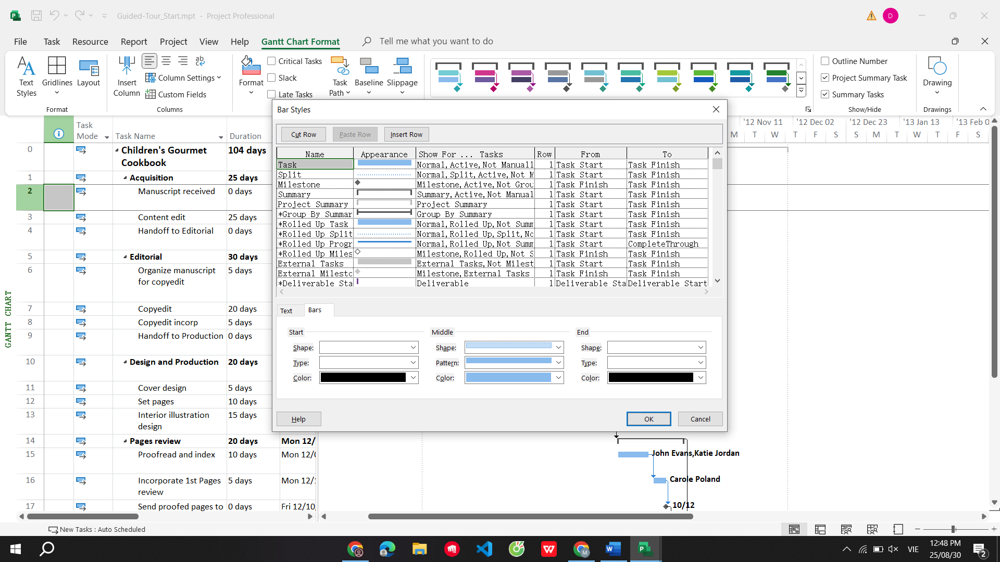 Guided-Tour_Start.mpt - Project Professional
D
File Task Resource Report Project View Help Gantt Chart Format Tell me what you want to do
Text Styles
Gridlines
Layout
Format
Insert Column
Column Settings
Custom Fields
Columns
Format
Critical Tasks
Slack
Late Tasks
Task Path
Baseline
Slippage
Outline Number
Project Summary Task
Summary Tasks
Show/Hide
Drawing
Drawings
Task Mode
Task Name
Duration
'12 Nov 11 '12 Dec 02 '12 Dec 23 '13 Jan 13 '13 Feb 0
M T W T F S S M T W T F S
0 Children's Gourmet Cookbook 104 days
1 Acquisition 25 days
2 Manuscript received 0 days
3 Content edit 25 days
4 Handoff to Editorial 0 days
5 Editorial 30 days
6 Organize manuscript for copyedit 5 days
7 Copyedit 20 days
8 Copyedit incorp 5 days
9 Handoff to Production 0 days
10 Design and Production 20 days
11 Cover design 5 days
12 Set pages 10 days
13 Interior illustration design 15 days
14 Pages review 20 days Mon 12/
15 Proofread and index 10 days Mon 12/0
16 Incorporate 1st Pages review 5 days Mon 12/1
17 Send proofed pages to 0 days Fri 12/10
GANTT CHART
Bar Styles
Cut Row Paste Row Insert Row
Name Appearance Show For ... Tasks Row From To
Task Normal,Active,Not Manuall 1 Task Start Task Finish
Split Normal,Split,Active,Not M 1 Task Start Task Finish
Milestone Milestone,Active,Not Grou 1 Task Finish Task Finish
Summary Summary,Active,Not Manual 1 Task Start Task Finish
Project Summary Project Summary 1 Task Start Task Finish
*Group By Summar Group By Summary 1 Task Start Task Finish
*Rolled Up Task Normal,Rolled Up,Not Summ 1 Task Start Task Finish
*Rolled Up Split Normal,Rolled Up,Split,No 1 Task Start Task Finish
*Rolled Up Progr Normal,Rolled Up,Not Summ 1 Task Start CompleteThrough
*Rolled Up Miles Milestone,Rolled Up,Not S 1 Task Finish Task Finish
External Tasks External Tasks,Not Milest 1 Task Start Task Finish
External Milesto Milestone,External Tasks 1 Task Finish Task Finish
*Deliverable Sta Deliverable 1 Deliverable Sta Deliverable Start
Text Bars
Start Middle End
Shape: Shape: Shape:
Type: Pattern: Type:
Color: Color: Color:
Help OK Cancel
John Evans,Katie Jordan
Carole Poland
10/12
New Tasks : Auto Scheduled
VIE
12:48 PM
25/08/30
2